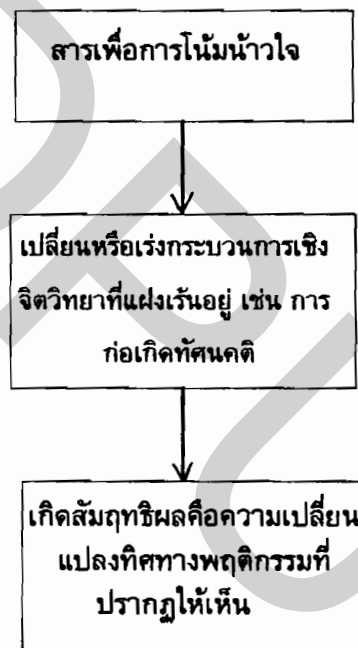 สารเพื่อการโน้มน้าวใจ
เปลี่ยนหรือเร่งกระบวนการเชิง
จิตวิทยาที่แฝงเร้นอยู่ เช่น การ
ก่อเกิดทัศนคติ
เกิดสัมฤทธิผลคือความเปลี่ยน
แปลงทิศทางพฤติกรรมที่
ปรากฏให้เห็น